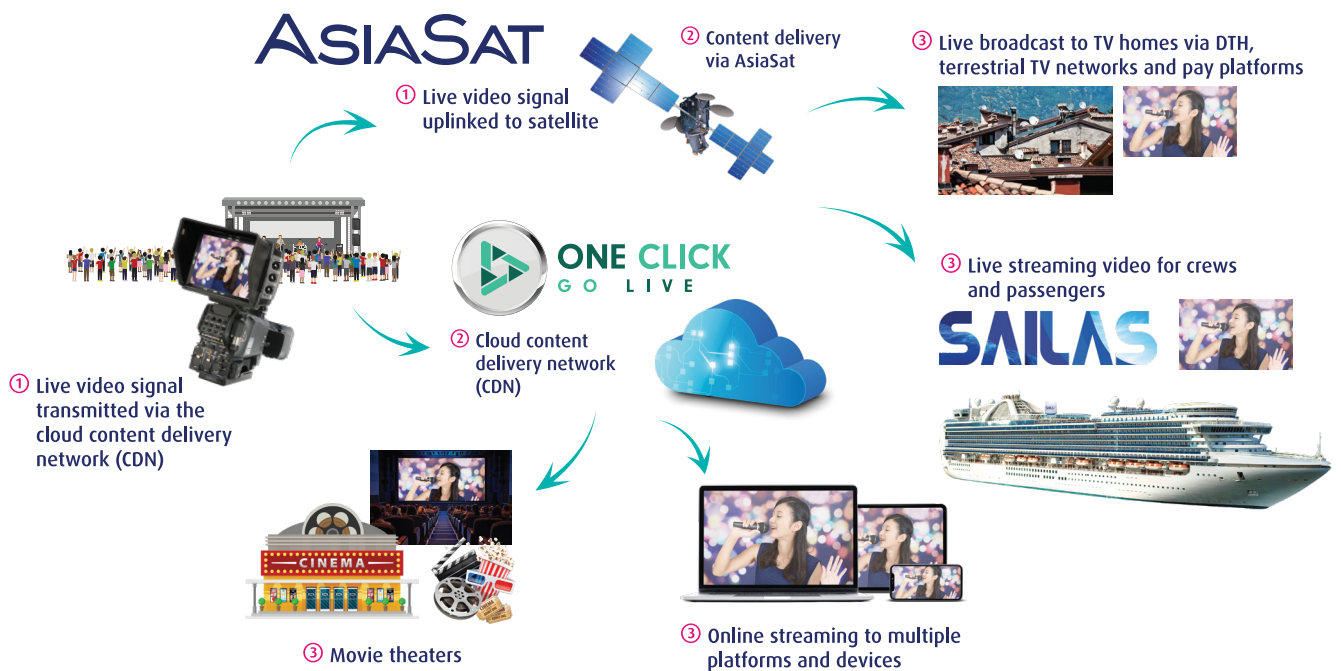 ASIASAT
① Live video signal
uplinked to satellite
② Content delivery
via AsiaSat
③ Live broadcast to TV homes via DTH,
terrestrial TV networks and pay platforms
ONE CLICK
GO LIVE
② Cloud content
delivery network
(CDN)
③ Live streaming video for crews
and passengers
SAILAS
① Live video signal
transmitted via the
cloud content delivery
network (CDN)
CINEMA
CINEMA
③ Movie theaters
③ Online streaming to multiple
platforms and devices